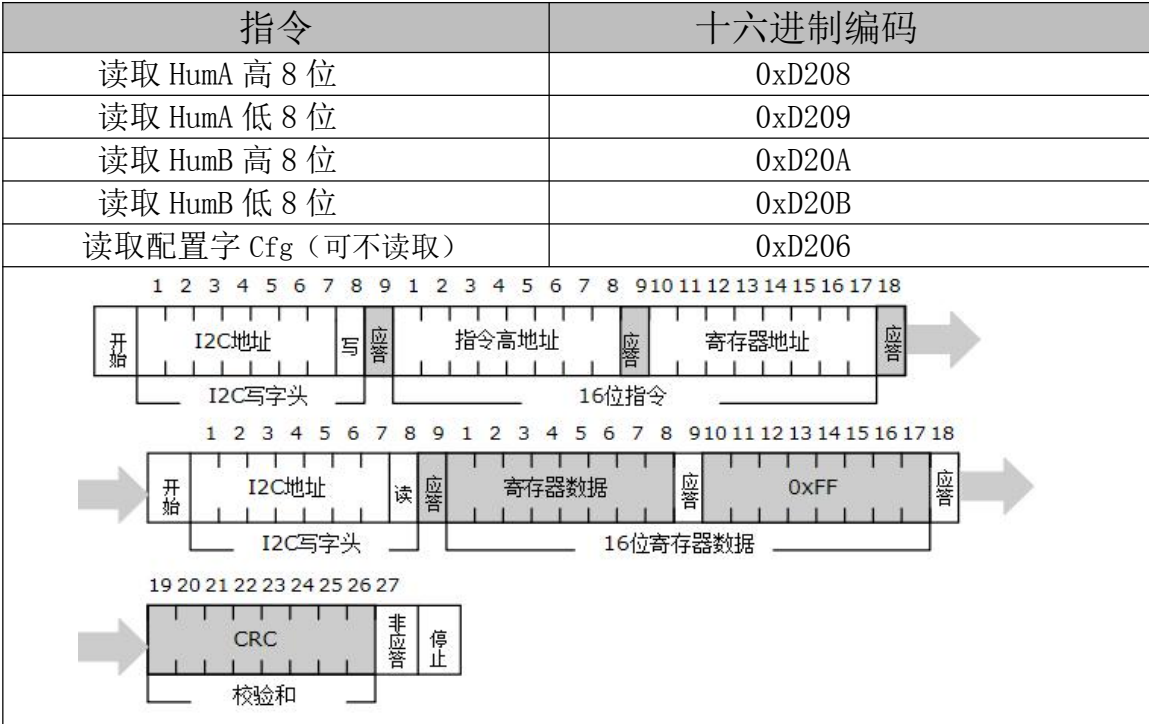 指令 十六进制编码
读取 HumA 高 8 位 0xD208
读取 HumA 低 8 位 0xD209
读取 HumB 高 8 位 0xD20A
读取 HumB 低 8 位 0xD20B
读取配置字 Cfg（可不读取） 0xD206
1 2 3 4 5 6 7 8 9 1 2 3 4 5 6 7 8 9 10 11 12 13 14 15 16 17 18
开始 I2C地址 写 应答 指令高地址 应答 寄存器地址 应答
I2C写字头 16位指令
1 2 3 4 5 6 7 8 9 1 2 3 4 5 6 7 8 9 10 11 12 13 14 15 16 17 18
开始 I2C地址 读 应答 寄存器数据 应答 0xFF 应答
I2C写字头 16位寄存器数据
19 20 21 22 23 24 25 26 27
CRC 非应答 停止
校验和